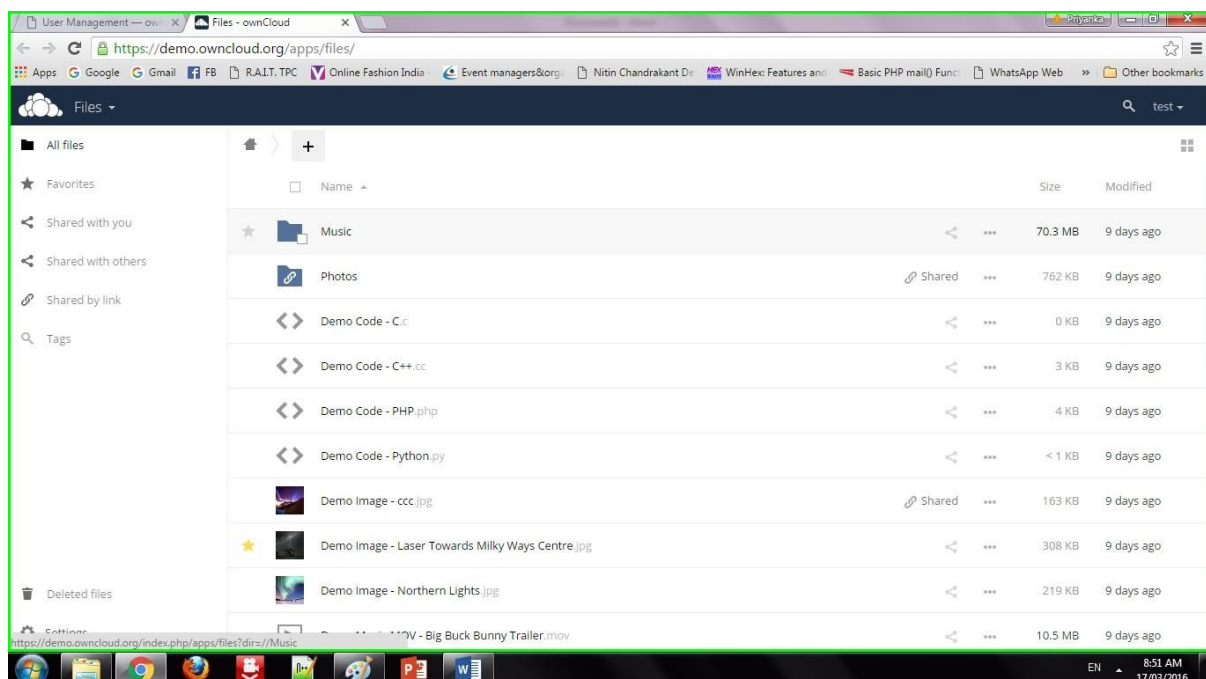 User Management — own
Files - ownCloud
Priyanka
https://demo.owncloud.org/apps/files/
Apps Google Gmail FB R.A.I.T. TPC Online Fashion India Event managers&orga Nitin Chandrakant De WinHex: Features and Basic PHP mail() Func WhatsApp Web » Other bookmarks
Files test
All files
+
Favorites
Name Size Modified
Shared with you
Music 70.3 MB 9 days ago
Shared with others
Photos Shared 762 KB 9 days ago
Shared by link
Demo Code - C.c 0 KB 9 days ago
Tags
Demo Code - C++.cc 3 KB 9 days ago
Demo Code - PHP.php 4 KB 9 days ago
Demo Code - Python.py < 1 KB 9 days ago
Demo Image - ccc.jpg Shared 163 KB 9 days ago
Demo Image - Laser Towards Milky Ways Centre.jpg 308 KB 9 days ago
Demo Image - Northern Lights.jpg 219 KB 9 days ago
Deleted files
Settings
- Big Buck Bunny Trailer.mov 10.5 MB 9 days ago
https://demo.owncloud.org/index.php/apps/files?dir=//Music
EN 8:51 AM
17/03/2016